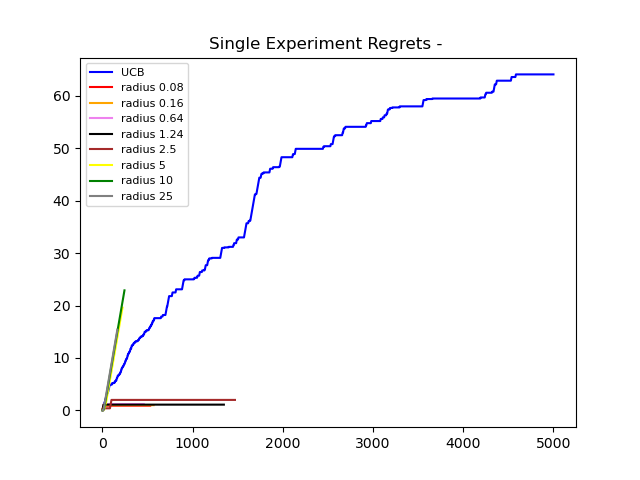 Single Experiment Regrets -
UCB
radius 0.08
radius 0.16
radius 0.64
radius 1.24
radius 2.5
radius 5
radius 10
radius 25
60
50
40
30
20
10
0
0 1000 2000 3000 4000 5000